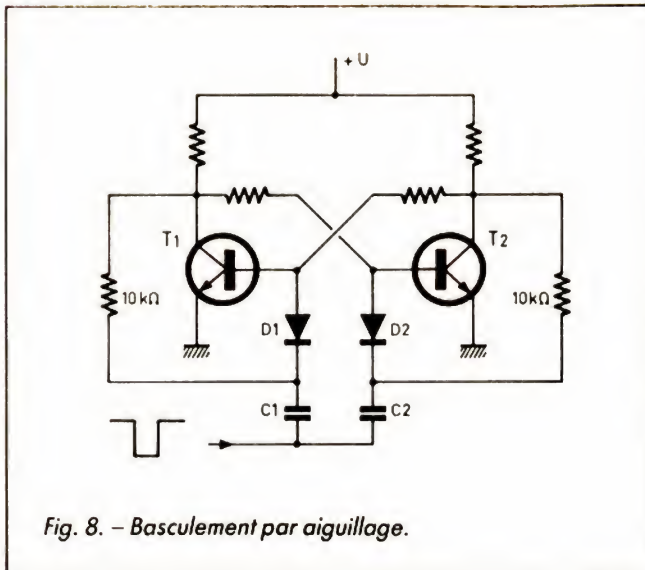 +U
T1
T2
10kΩ
D1
D2
10kΩ
C1
C2
Fig. 8. – Basculement par aiguillage.